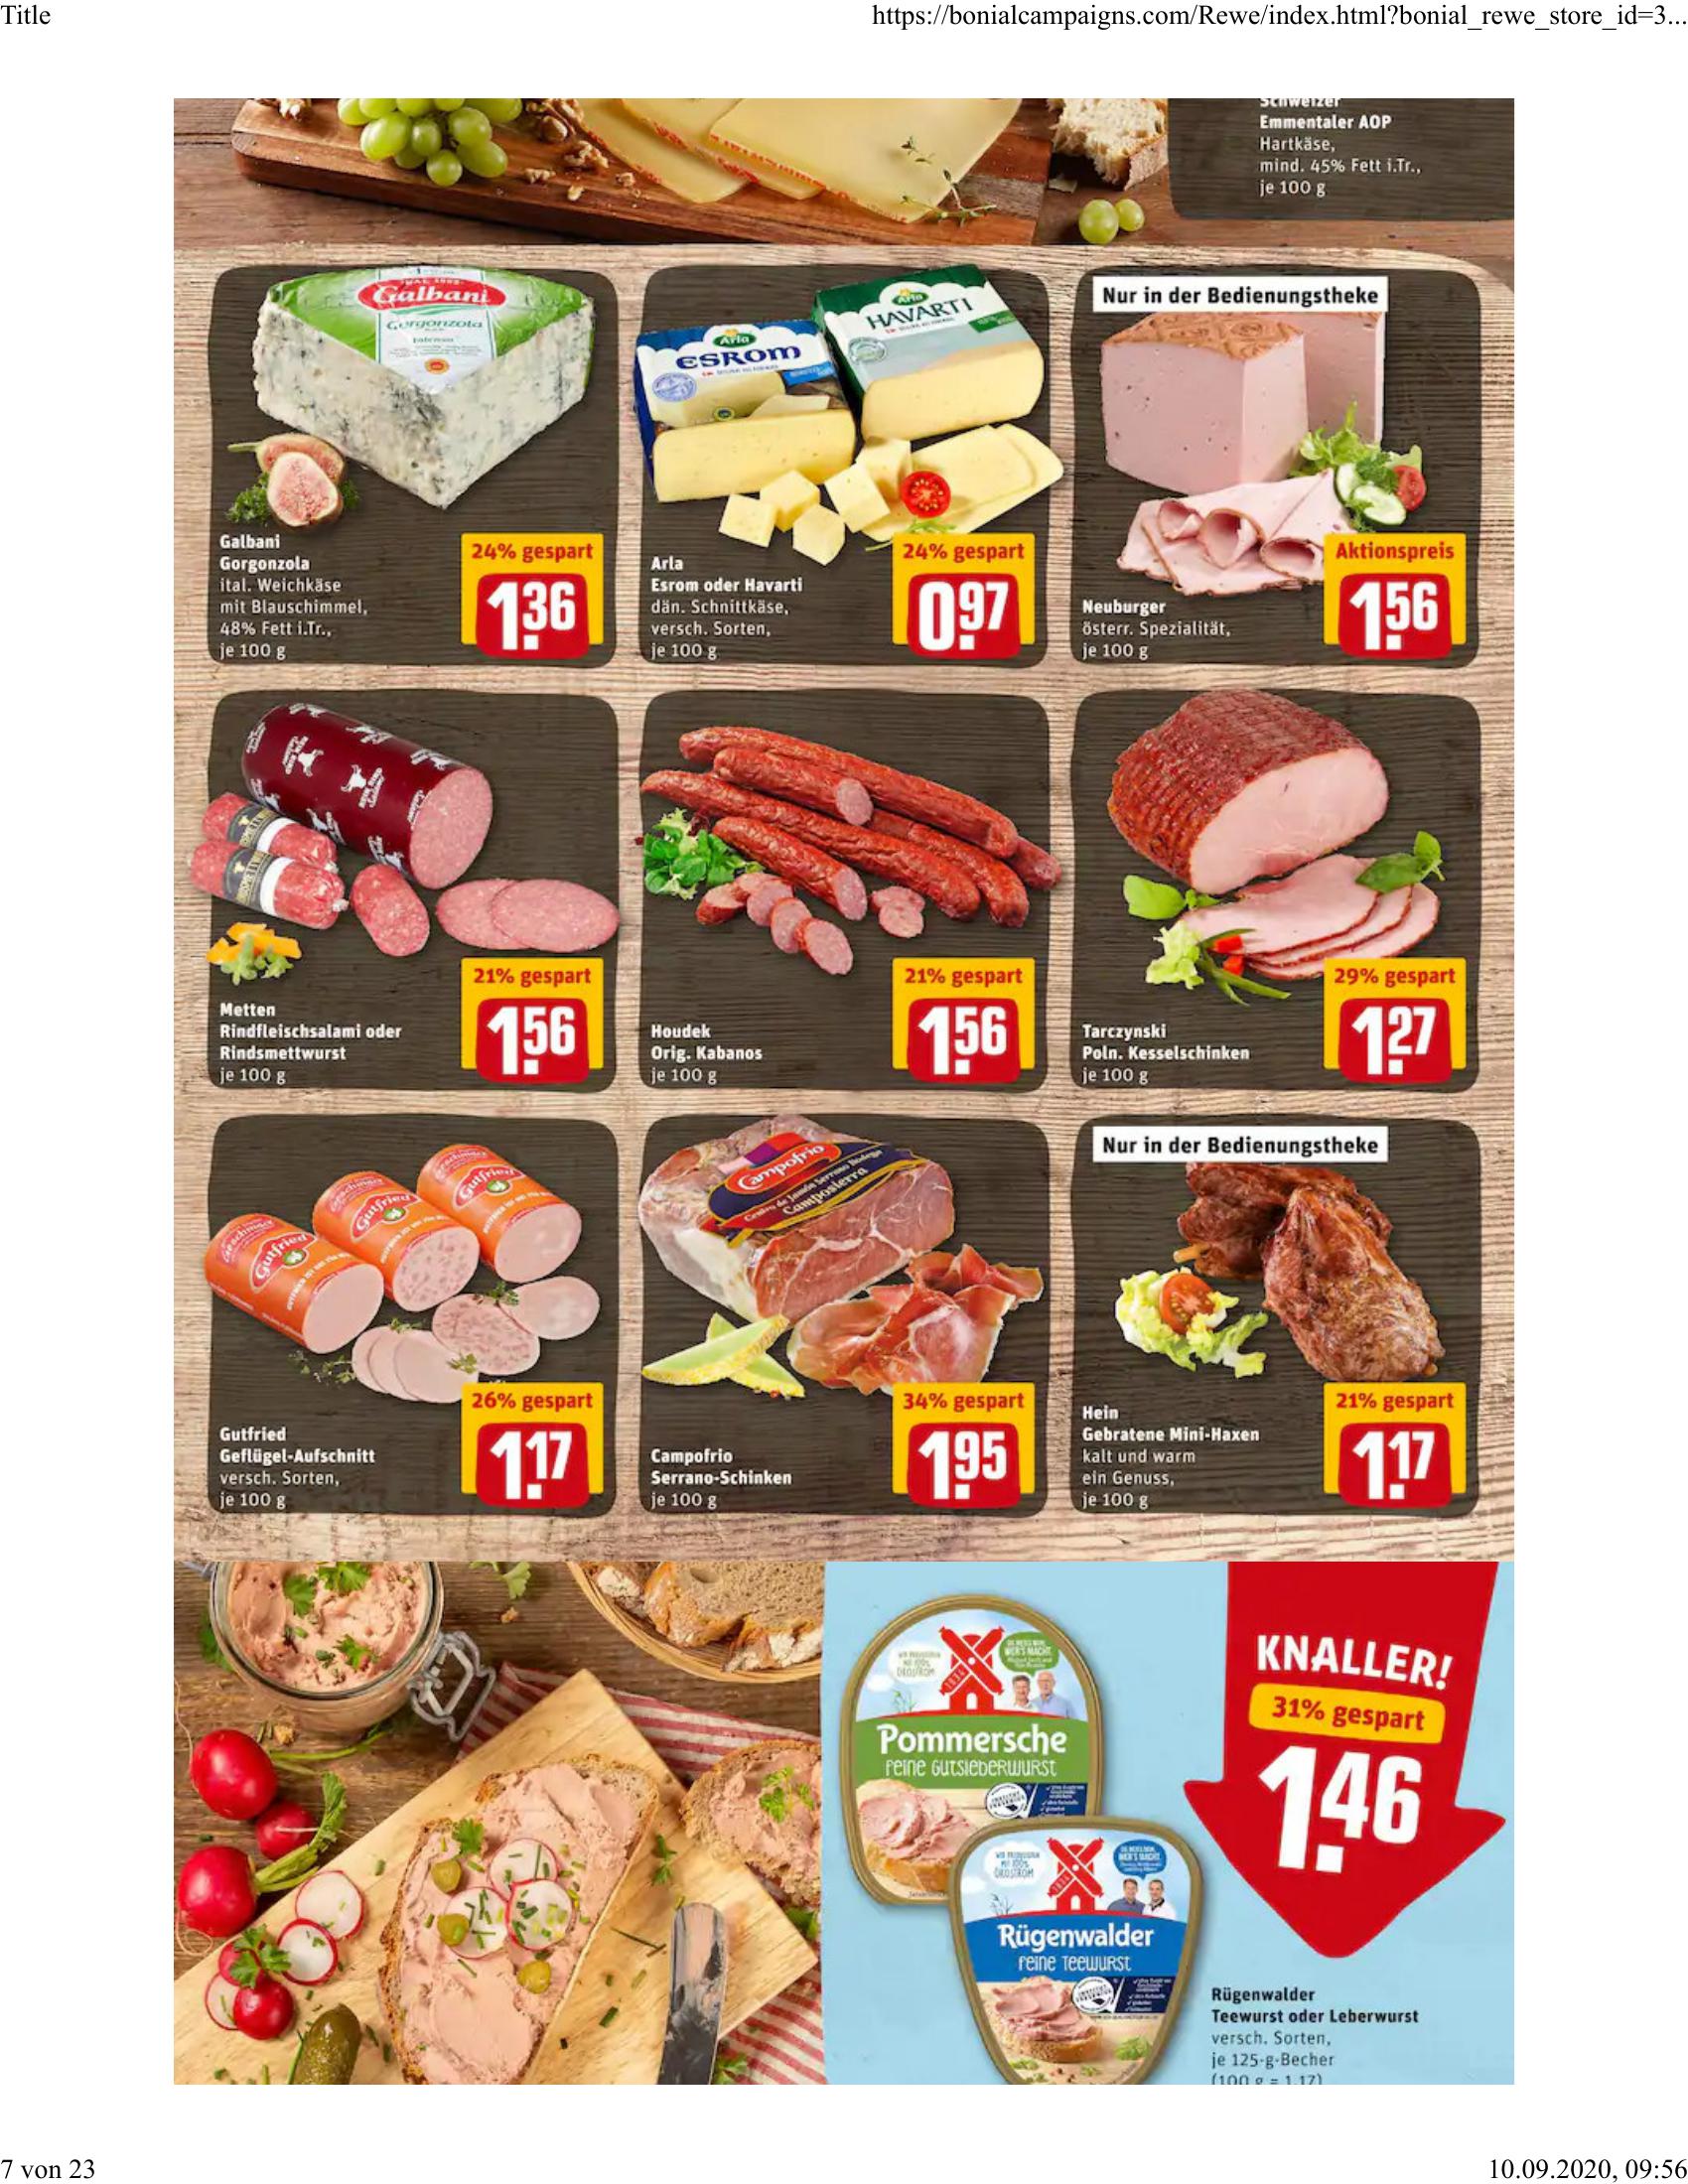 Title
https://bonialcampaigns.com/Rewe/index.html?bonial_rewe_store_id=3...
Schweizer
Emmentaler AOP
Hartkäse,
mind. 45% Fett i.Tr.,
je 100 g
Galbani
Gorgonzola
Galbani
Gorgonzola
ital. Weichkäse
mit Blauschimmel,
48% Fett i.Tr.,
je 100 g
24% gespart
1.36
Arla
ESROM
Arla
HAVARTI
Arla
Esrom oder Havarti
dän. Schnittkäse,
versch. Sorten,
je 100 g
24% gespart
0.97
Nur in der Bedienungstheke
Neuburger
österr. Spezialität,
je 100 g
Aktionspreis
1.56
Metten
Rindfleischsalami oder
Rindsmettwurst
je 100 g
21% gespart
1.56
Houdek
Orig. Kabanos
je 100 g
21% gespart
1.56
Tarczynski
Poln. Kesselschinken
je 100 g
29% gespart
1.27
Gutfried
Gutfried
Gutfried
Gutfried
Geflügel-Aufschnitt
versch. Sorten,
je 100 g
26% gespart
1.17
Campofrio
Centro de Jamón Serrano Bodega
Camposierra
Campofrio
Serrano-Schinken
je 100 g
34% gespart
1.95
Nur in der Bedienungstheke
Hein
Gebratene Mini-Haxen
kalt und warm
ein Genuss,
je 100 g
21% gespart
1.17
Pommersche
Feine Gutsleberwurst
Rügenwalder
Feine Teewurst
KNALLER!
31% gespart
1.46
Rügenwalder
Teewurst oder Leberwurst
versch. Sorten,
je 125-g-Becher
(100 g = 1.17)
7 von 23
10.09.2020, 09:56